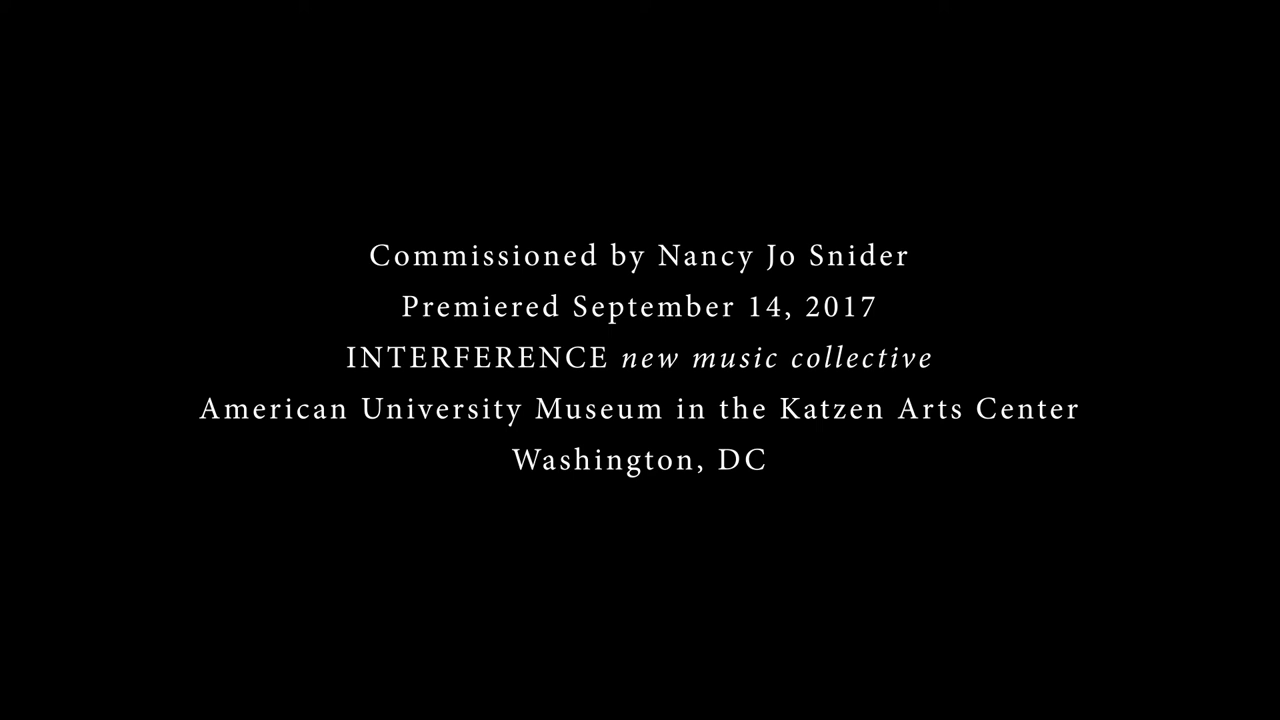 Commissioned by Nancy Jo Snider
Premiered September 14, 2017
INTERFERENCE new music collective
American University Museum in the Katzen Arts Center
Washington, DC